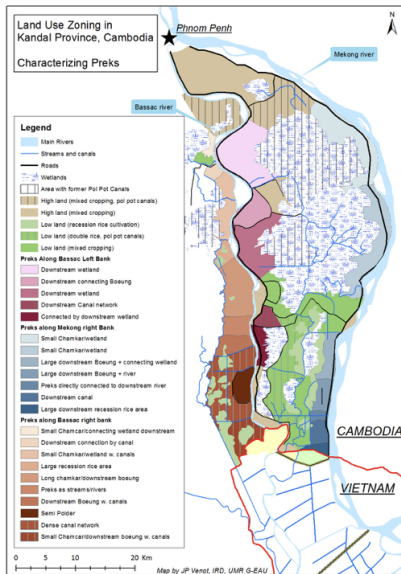 Land Use Zoning in
Kandal Province, Cambodia
Characterizing Preks
Phnom Penh
N
Mekong river
Bassac river
Legend
Main Rivers
Streams and canals
Roads
Wetlands
Area with former Pol Pot Canals
High land (mixed cropping, pol pot canals)
High land (mixed cropping)
Low land (recession rice cultivation)
Low land (double rice, pol pot canals)
Low land (mixed cropping)
Preks Along Bassac Left Bank
Downstream wetland
Downstream connecting Boeung
Downstream wetland
Downstream Canal network
Connected by downstream wetland
Preks along Mekong right Bank
Small Chamkar/wetland
Small Chamkar/wetland
Large downstream Boeung + connecting wetland
Large downstream Boeung + river
Preks directly connected to downstream river
Downstream canal
Large downstream recession rice area
Preks along Bassac right bank
Small Chamcar/connecting wetland downstream
Downstream connection by canal
Small Chamkar/wetland w. canals
Large recession rice area
Long chamkar/downstream boeung
Preks as streams/rivers
Downstream Boeung w. canals
Semi Polder
Dense canal network
Small Chamcar/downstream boeung w. canals
CAMBODIA
VIETNAM
0 5 10 20 Km
Map by JP Venot, IRD, UMR G-EAU